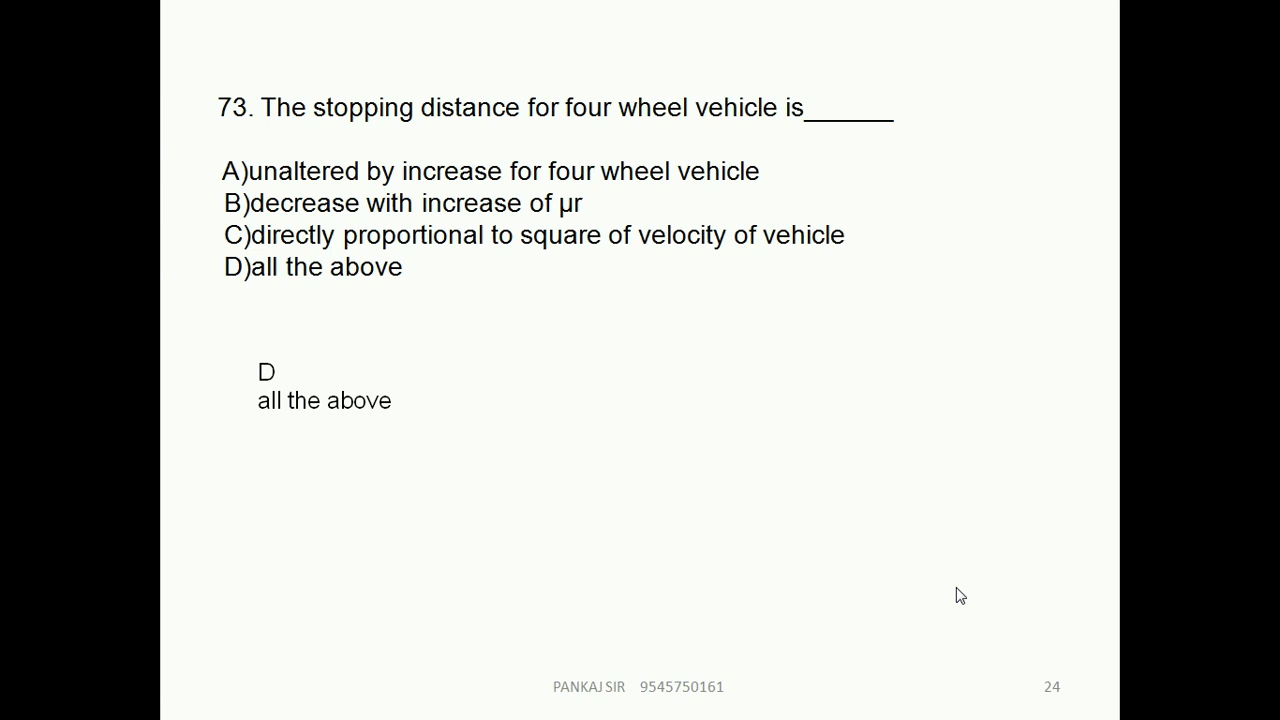 73. The stopping distance for four wheel vehicle is______
A)unaltered by increase for four wheel vehicle
B)decrease with increase of µr
C)directly proportional to square of velocity of vehicle
D)all the above
D
all the above
PANKAJ SIR 9545750161 24